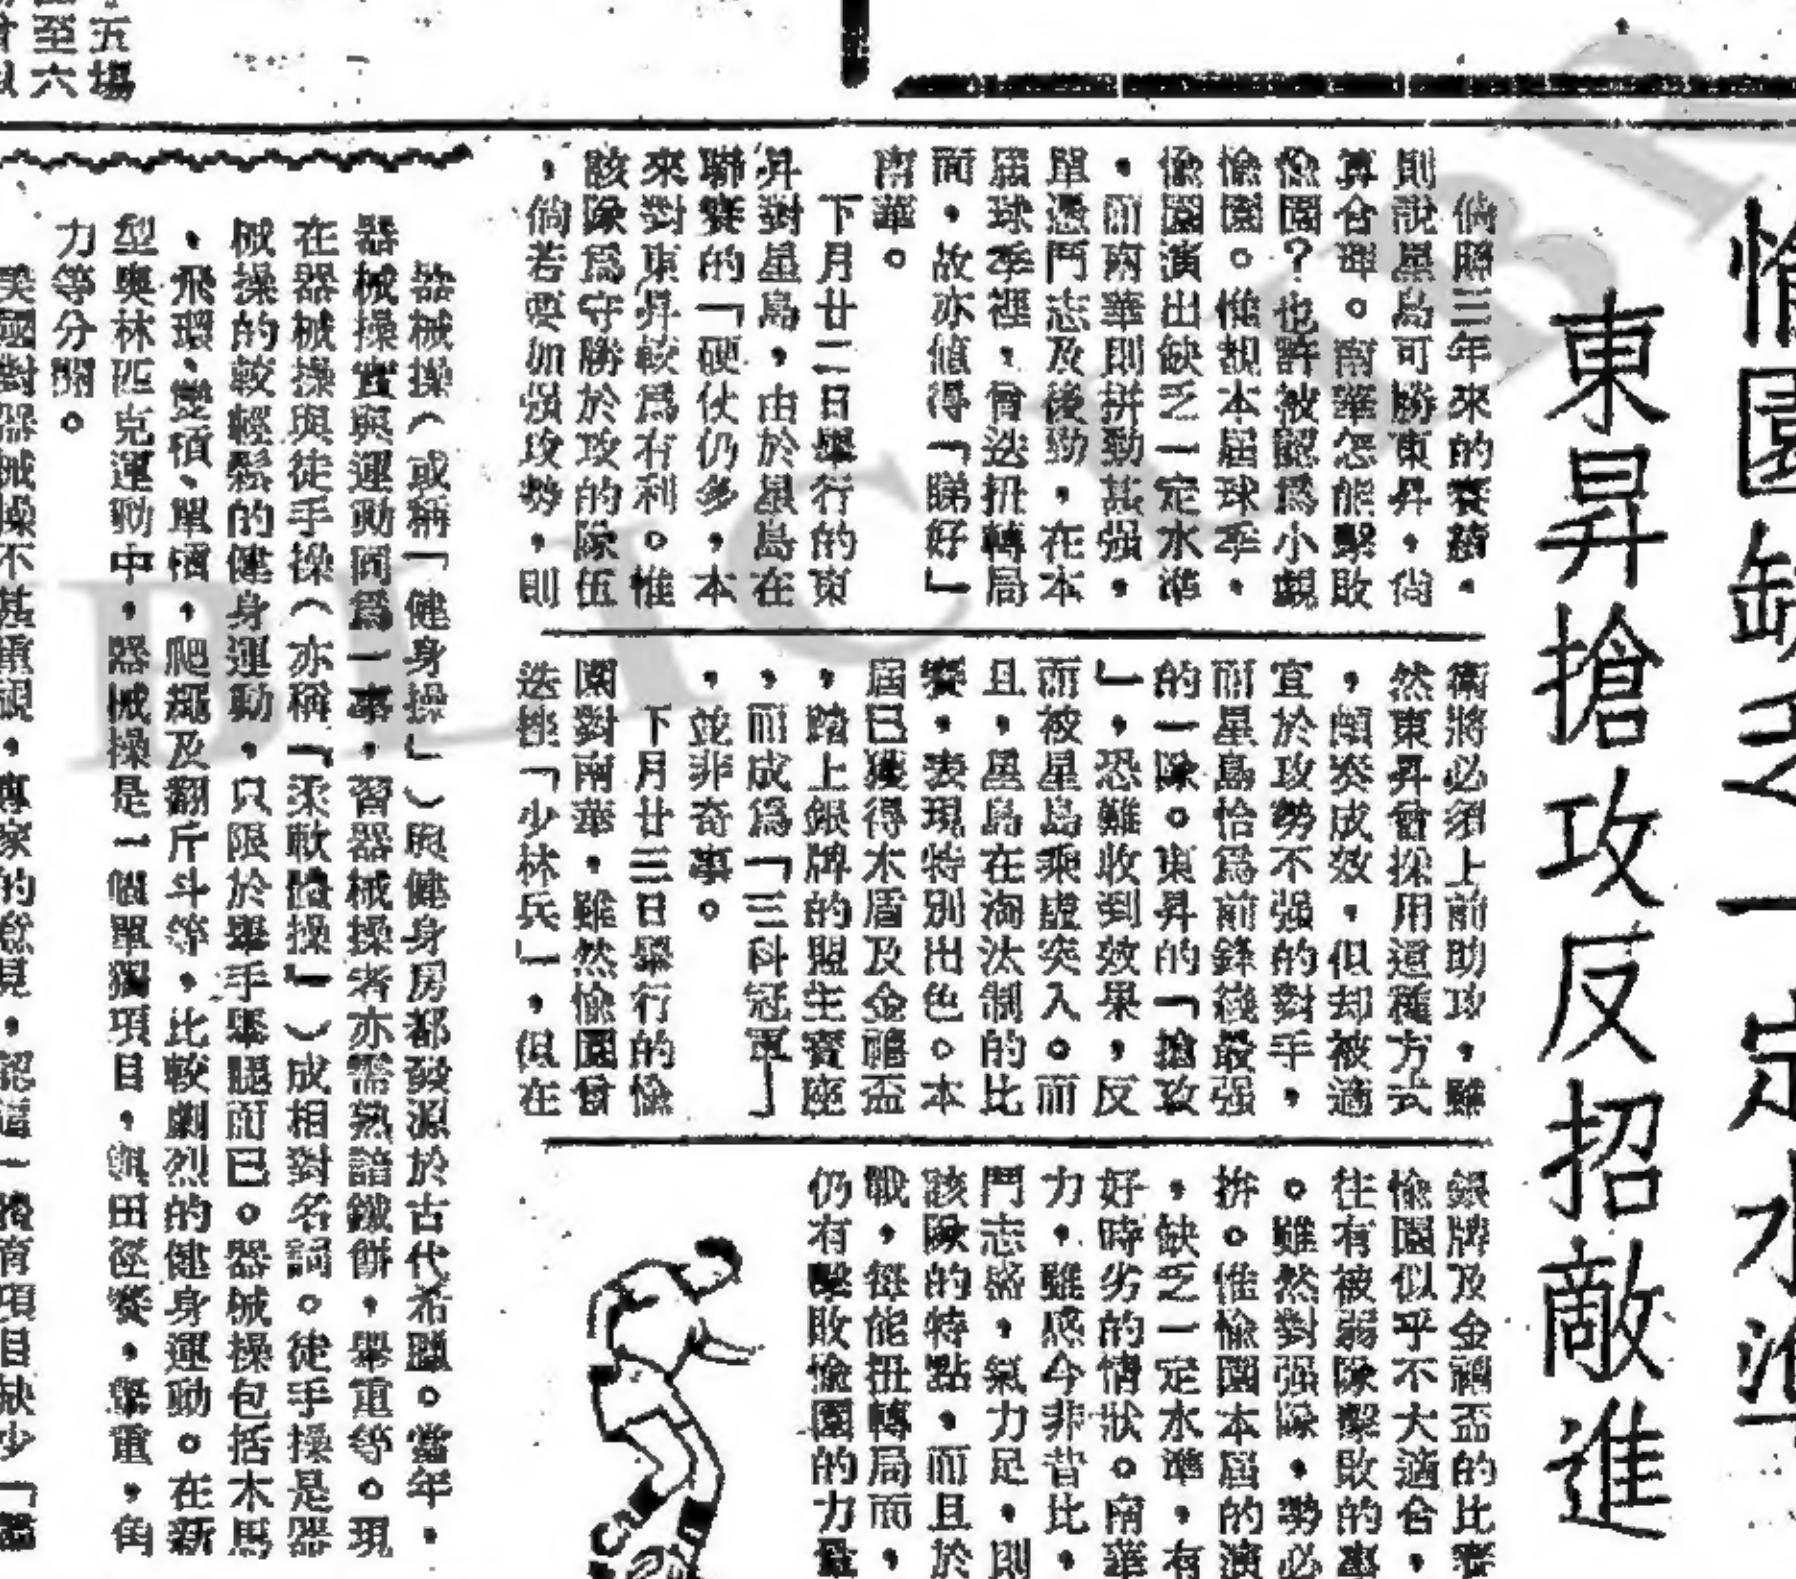 愉園缺乏一定水準
東昇搶攻反招敵進
倘照三年來的賽績，
則說星島可勝東昇，尙
算合理。南華怎能擊敗
愉園？也許被認爲小覷
愉園。惟觀本屆球季，
愉園演出缺乏一定水準
，而南華則拼勁甚强，
單憑鬥志及後勁，在本
屆球季裡，曾迭扭轉局
面，故亦値得「睇好」
南華。
下月廿二日舉行的東
昇對星島，由於星島在
聯賽的「硬仗仍多，本
來對東昇較爲有利。惟
該隊爲守勝於攻的隊伍
，倘若要加强攻勢，則
衛將必須上前助攻，雖
然東昇曾採用這種方式
，頗奏成效，但却被適
宜於攻勢不强的對手，
而星島恰爲前鋒錢最强
的一隊。東昇的「搶攻
」，恐難收到效果，反
而被星島乘虛突入。而
且，星島在淘汰制的比
賽，表現特別出色。本
屆已獲得木盾及金禧盃
，踏上銀牌的盟主寶座
，而成爲「三科冠軍」
，並非奇事。
下月廿三日舉行的愉
園對南華，雖然愉園曾
迭挫「少林兵」，但在
銀牌及金禧盃的比賽
愉園似乎不大適合，
往有被弱隊擊敗的事
。雖然對强隊，勢必
拚。惟愉園本屆的演
，缺乏一定水準，有
好時劣的情狀。南華
力，雖感今非昔比，
鬥志盛，氣力足，則
該隊的特點，而且於
戰，每能扭轉局面，
仍有擊敗愉園的力量
器械操（或稱「健身操」）與健身房都發源於古代希臘。當年，
器械操實與運動同爲一事，習器械操者亦需熟諳鐵餅，舉重等。現
在器械操與徒手操（亦稱「柔軟體操」）成相對名詞。徒手操是器
械操的較輕鬆的健身運動，只限於舉手舉腿而已。器械操包括木馬
，飛環、雙槓、單槓，爬繩及翻斤斗等，比較劇烈的健身運動。在新
型奧林匹克運動中，器械操是一個單獨項目，與田徑賽，舉重，角
力等分開。
美國對器械操不甚重視，專家的意見，認這一般有項目缺少「
五場
至六